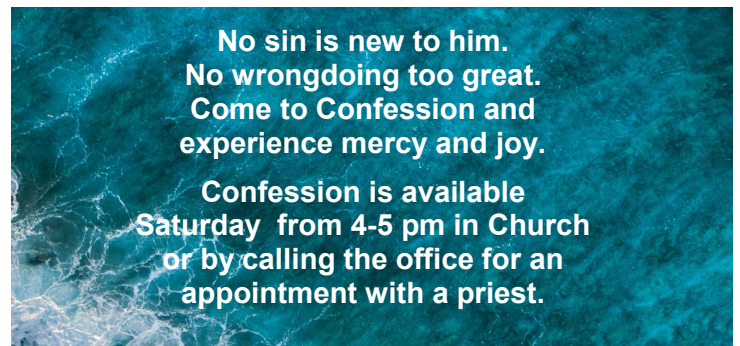 No sin is new to him.
No wrongdoing too great.
Come to Confession and
experience mercy and joy.
Confession is available
Saturday  from 4-5 pm in Church
or by calling the office for an
appointment with a priest.